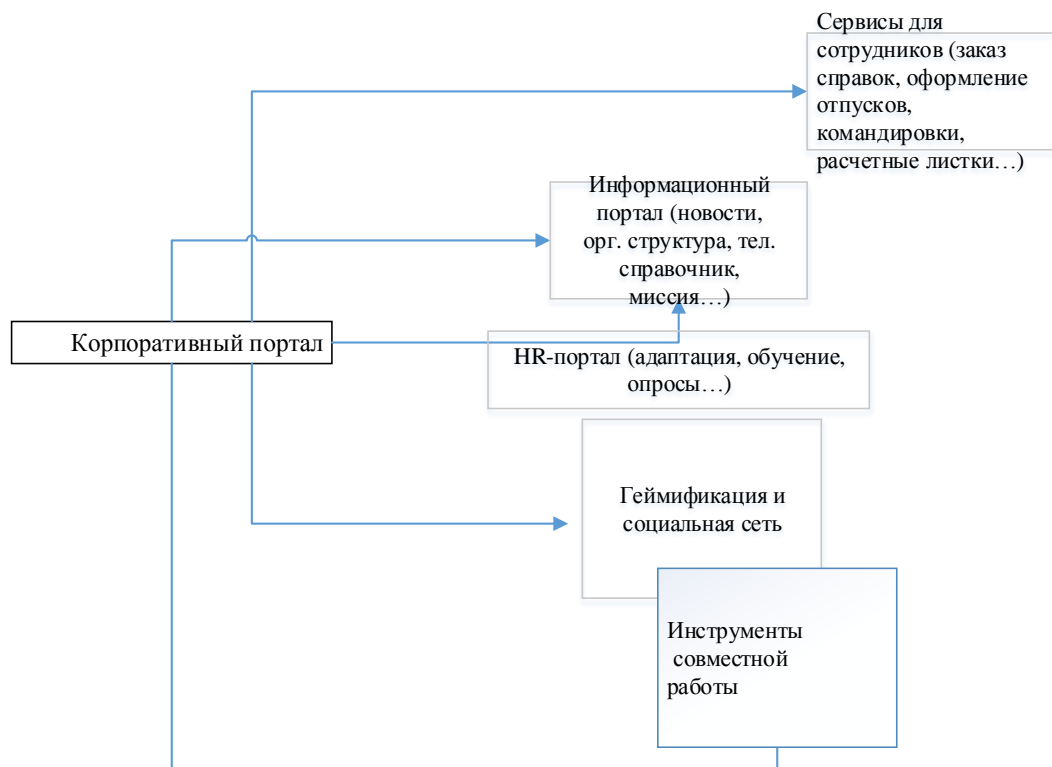 Сервисы для
сотрудников (заказ
справок, оформление
отпусков,
командировки,
расчетные листки…)
Информационный
портал (новости,
орг. структура, тел.
справочник,
миссия…)
Корпоративный портал
HR-портал (адаптация, обучение,
опросы…)
Геймификация и
социальная сеть
Инструменты
совместной
работы